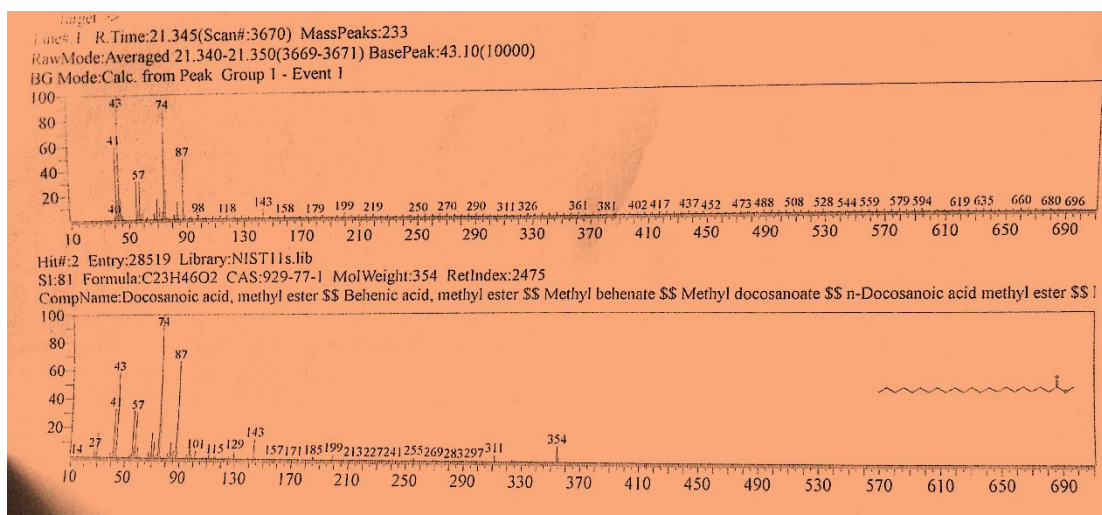 Target >>
Line#:1 R.Time:21.345(Scan#:3670) MassPeaks:233
RawMode:Averaged 21.340-21.350(3669-3671) BasePeak:43.10(10000)
BG Mode:Calc. from Peak Group 1 - Event 1
100
43 74
80
41
60
87
40
57
20
40 98 118 143 158 179 199 219 250 270 290 311 326 361 381 402 417 437 452 473 488 508 528 544 559 579 594 619 635 660 680 696
10 50 90 130 170 210 250 290 330 370 410 450 490 530 570 610 650 690
Hit#:2 Entry:28519 Library:NIST11s.lib
SI:81 Formula:C23H46O2 CAS:929-77-1 MolWeight:354 RetIndex:2475
CompName:Docosanoic acid, methyl ester $$ Behenic acid, methyl ester $$ Methyl behenate $$ Methyl docosanoate $$ n-Docosanoic acid methyl ester $$
100
74
80
87
60
43
40
41 57
20
14 27 101 115 129 143 157 171 185 199 213 227 241 255 269 283 297 311 354
10 50 90 130 170 210 250 290 330 370 410 450 490 530 570 610 650 690